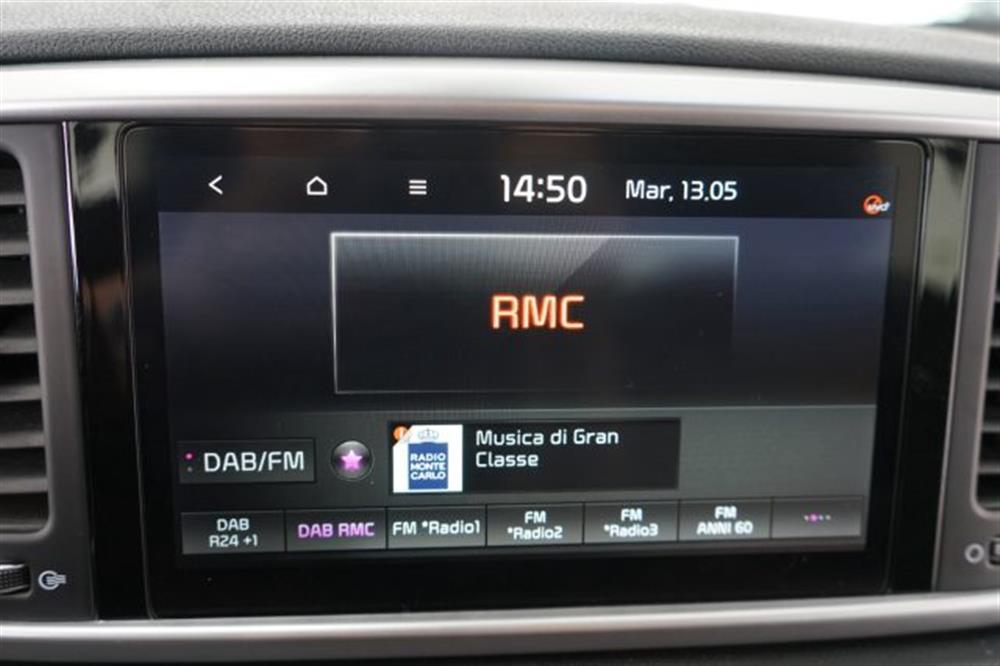 14:50 Mar, 13.05
RMC
DAB/FM
RADIO
MONTE
CARLO
Musica di Gran
Classe
DAB
R24 +1
DAB RMC
FM *Radio1
FM
*Radio2
FM
*Radio3
FM
ANNI 60